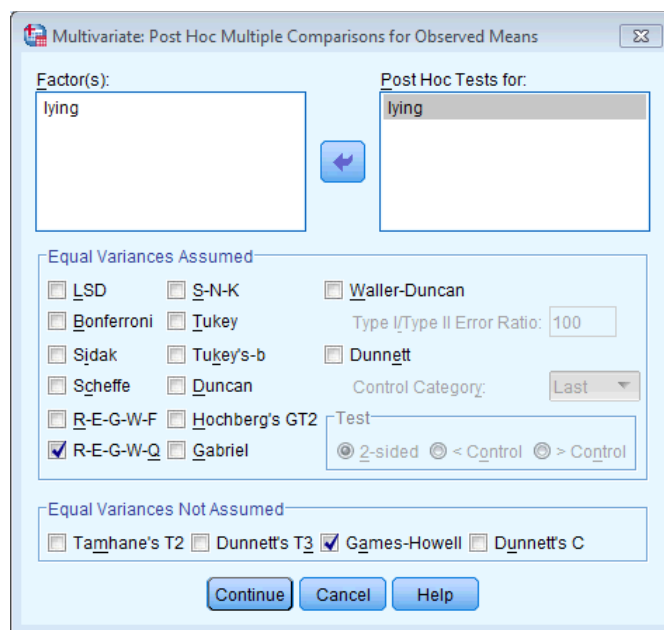 Multivariate: Post Hoc Multiple Comparisons for Observed Means
Factor(s):
lying
Post Hoc Tests for:
lying
Equal Variances Assumed
LSD
S-N-K
Waller-Duncan
Bonferroni
Tukey
Type I/Type II Error Ratio: 100
Sidak
Tukey's-b
Dunnett
Scheffe
Duncan
Control Category: Last
R-E-G-W-F
Hochberg's GT2
Test
R-E-G-W-Q
Gabriel
2-sided
< Control
> Control
Equal Variances Not Assumed
Tamhane's T2
Dunnett's T3
Games-Howell
Dunnett's C
Continue
Cancel
Help